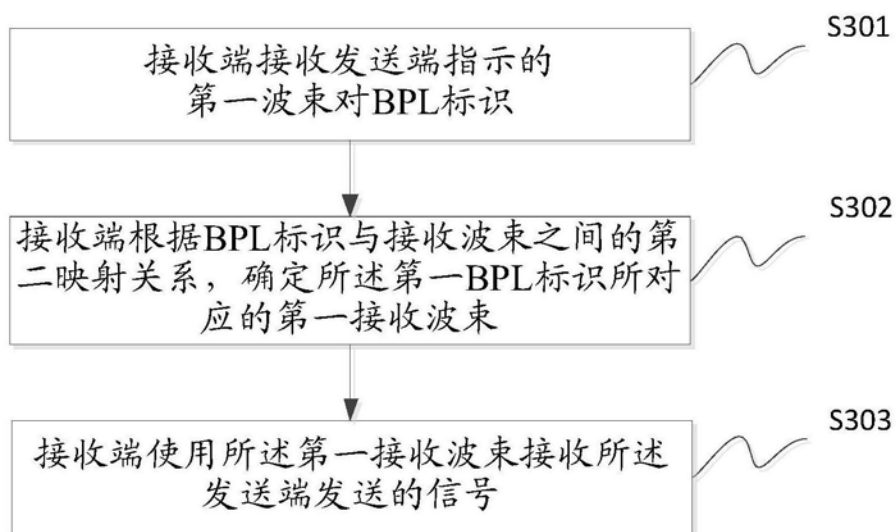 接收端接收发送端指示的
第一波束对BPL标识
S301
接收端根据BPL标识与接收波束之间的第
二映射关系，确定所述第一BPL标识所对
应的第一接收波束
S302
接收端使用所述第一接收波束接收所述
发送端发送的信号
S303